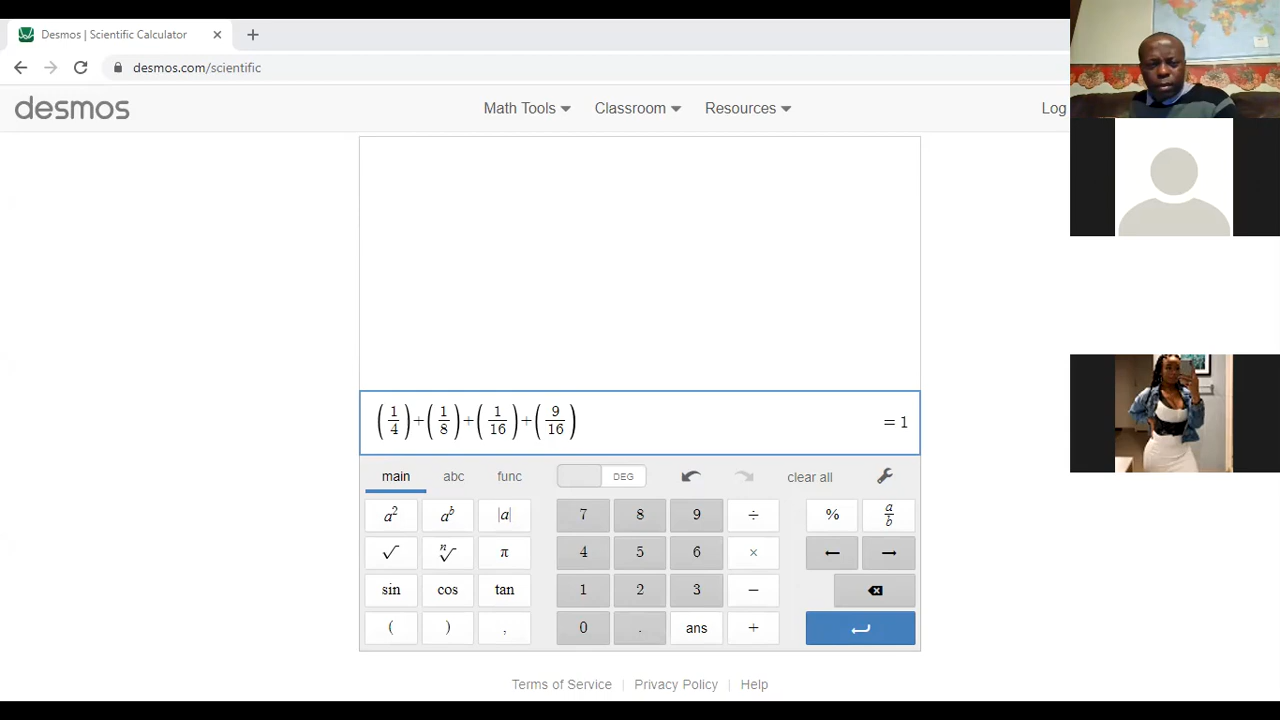 Desmos | Scientific Calculator
desmos.com/scientific
desmos Math Tools Classroom Resources Log
(1/4)+(1/8)+(1/16)+(9/16) = 1
main abc func DEG clear all
a² aᵇ |a| 7 8 9 ÷ % a/b
√ ⁿ√ π 4 5 6 × ← →
sin cos tan 1 2 3 −
( ) , 0 . ans +
Terms of Service | Privacy Policy | Help